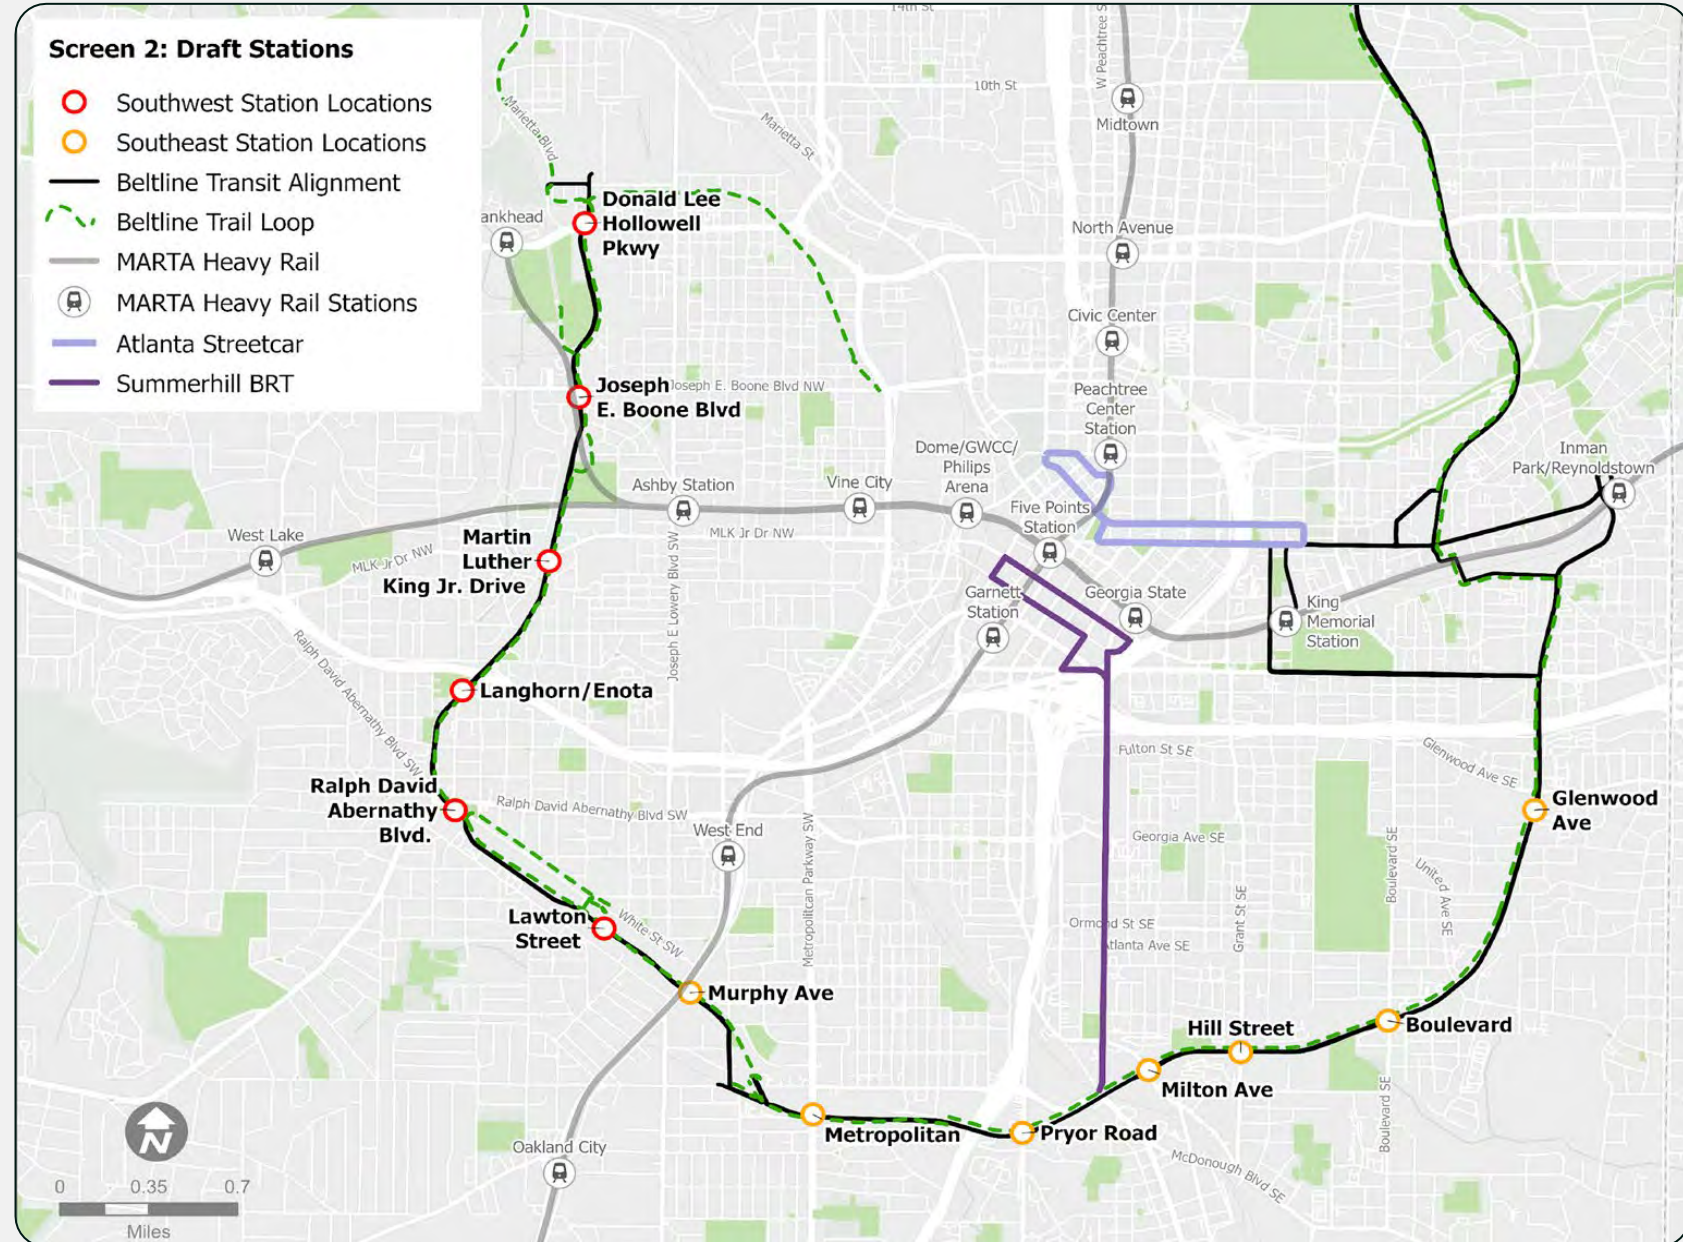 Screen 2: Draft Stations
Southwest Station Locations
Southeast Station Locations
Beltline Transit Alignment
Beltline Trail Loop
MARTA Heavy Rail
MARTA Heavy Rail Stations
Atlanta Streetcar
Summerhill BRT
14th St
10th St
W Peachtree S
Midtown
Marietta Blvd
Marietta St
ankhead
Donald Lee
Hollowell
Pkwy
North Avenue
Civic Center
Joseph
E. Boone Blvd
Joseph E. Boone Blvd NW
Peachtree
Center
Station
Dome/GWCC/
Philips
Arena
Inman
Park/Reynoldstown
Ashby Station
Vine City
Five Points
Station
West Lake
MLK Jr Dr NW
MLK Jr Dr NW
Martin
Luther
King Jr. Drive
Joseph E Lowery Blvd SW
Garnett
Station
Georgia State
King
Memorial
Station
Ralph David Abernathy Blvd SW
Langhorn/Enota
Fulton St SE
Glenwood Ave SE
Ralph David
Abernathy
Blvd.
Ralph David Abernathy Blvd SW
West End
Metropolitcan Parkway SW
Georgia Ave SE
Boulevard SE
Glenwood
Ave
United Ave SE
Grant St SE
Lawton
Street
White St SW
Ormond St SE
Atlanta Ave SE
Murphy Ave
Hill Street
Boulevard
Milton Ave
Metropolitan
Pryor Road
Boulevard SE
McDonough Blvd SE
Oakland City
N
0 0.35 0.7
Miles